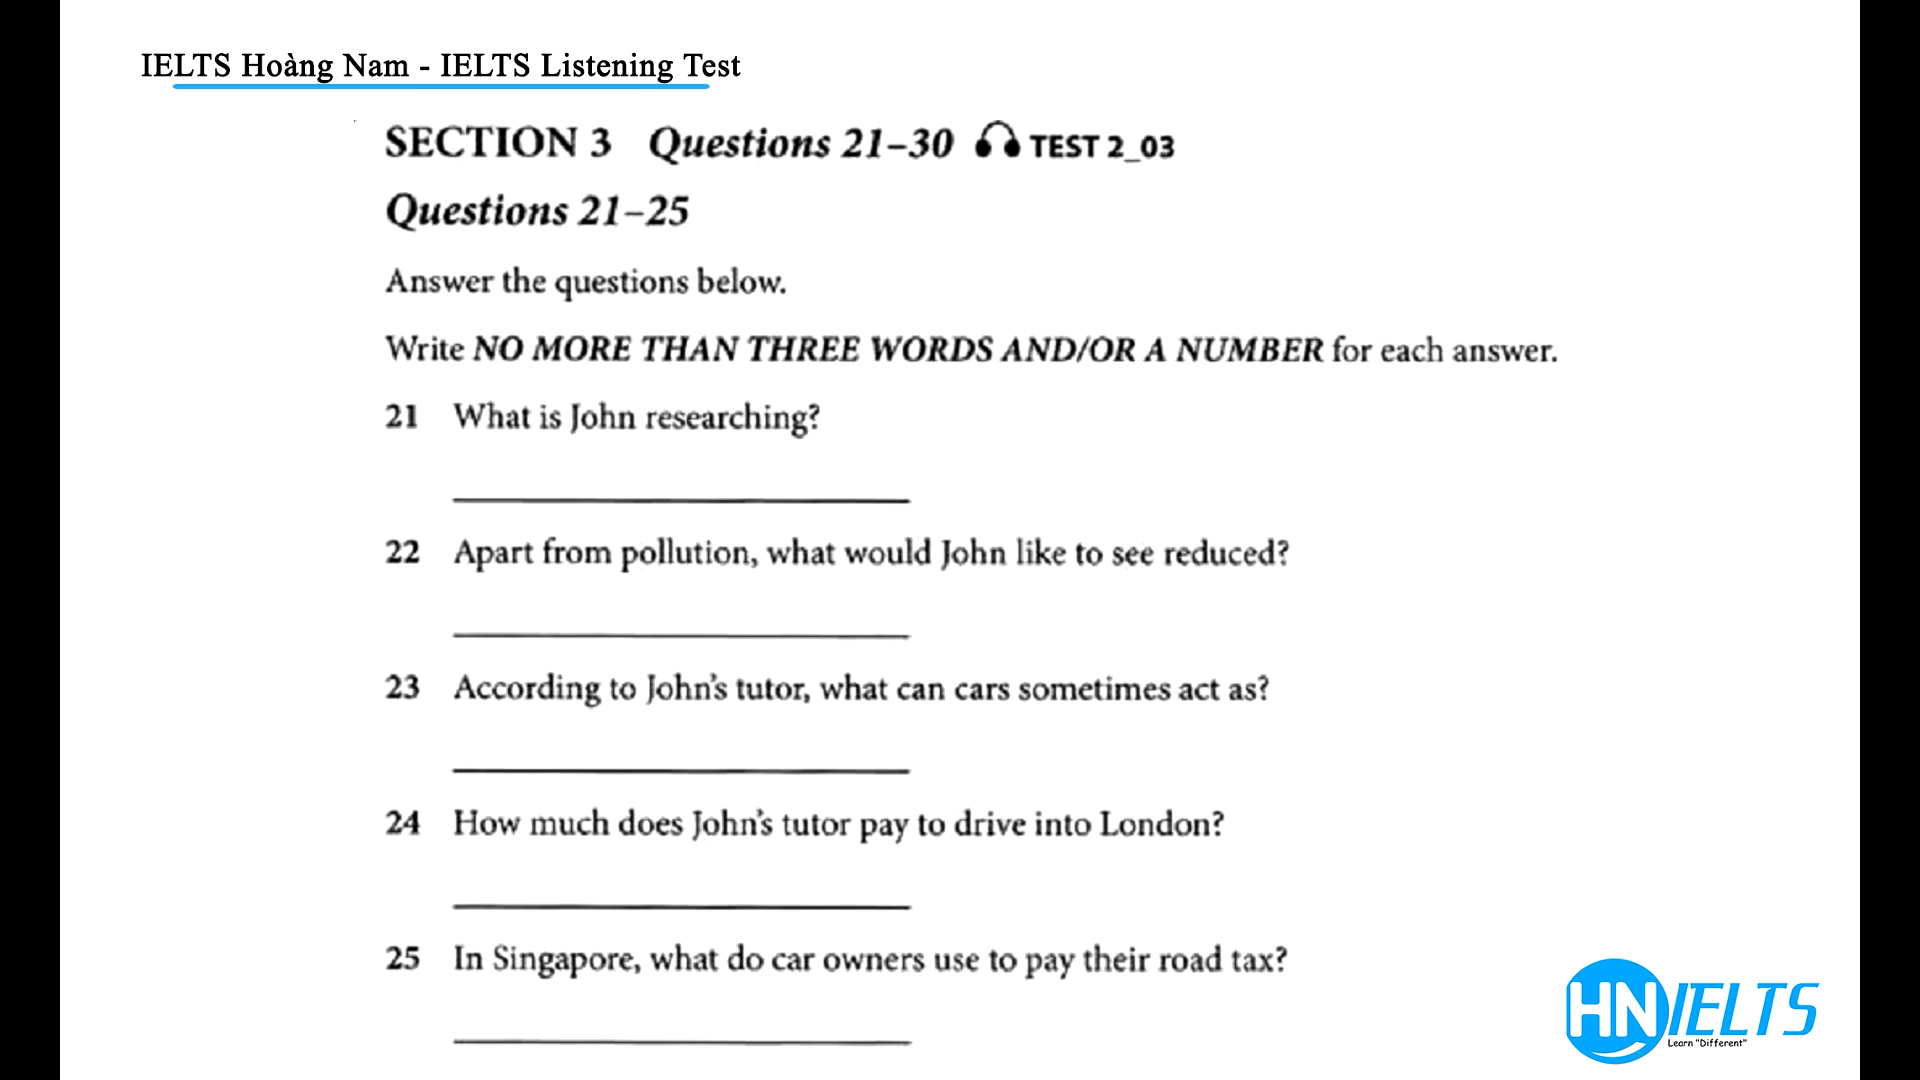 IELTS Hoàng Nam - IELTS Listening Test
SECTION 3 Questions 21–30 TEST 2_03
Questions 21–25
Answer the questions below.
Write NO MORE THAN THREE WORDS AND/OR A NUMBER for each answer.
21 What is John researching?
22 Apart from pollution, what would John like to see reduced?
23 According to John's tutor, what can cars sometimes act as?
24 How much does John's tutor pay to drive into London?
25 In Singapore, what do car owners use to pay their road tax?
HNIELTS
Learn "Different"